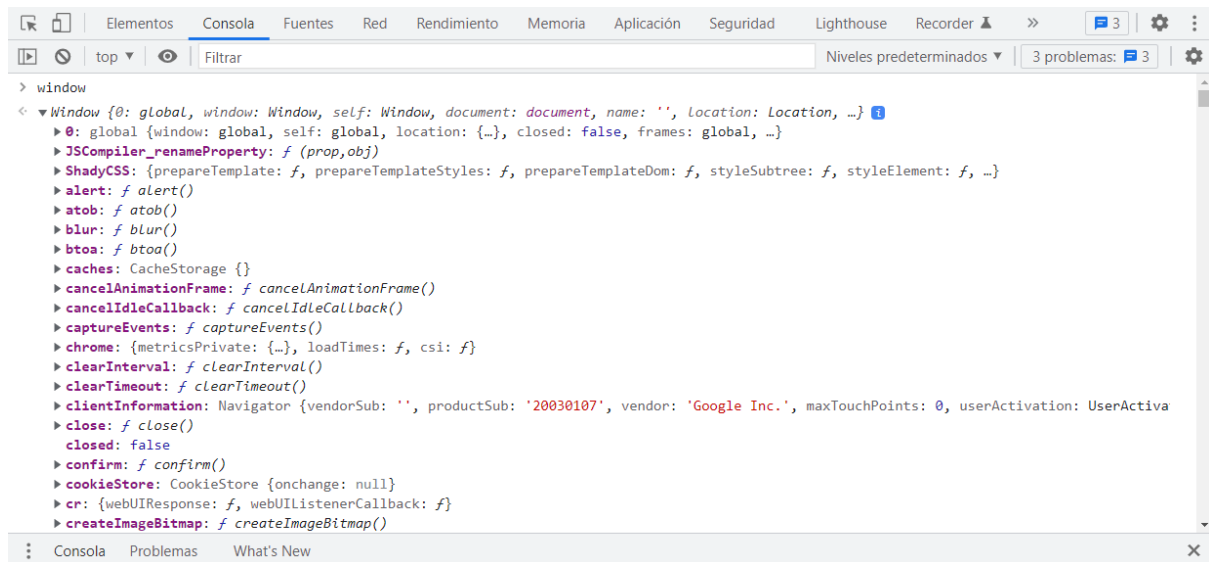 Elementos Consola Fuentes Red Rendimiento Memoria Aplicación Seguridad Lighthouse Recorder » 3
top ▼ Filtrar Niveles predeterminados ▼ 3 problemas: 3
> window
▼Window {0: global, window: Window, self: Window, document: document, name: '', location: Location, …} i
▶0: global {window: global, self: global, location: {…}, closed: false, frames: global, …}
▶JSCompiler_renameProperty: ƒ (prop,obj)
▶ShadyCSS: {prepareTemplate: ƒ, prepareTemplateStyles: ƒ, prepareTemplateDom: ƒ, styleSubtree: ƒ, styleElement: ƒ, …}
▶alert: ƒ alert()
▶atob: ƒ atob()
▶blur: ƒ blur()
▶btoa: ƒ btoa()
▶caches: CacheStorage {}
▶cancelAnimationFrame: ƒ cancelAnimationFrame()
▶cancelIdleCallback: ƒ cancelIdleCallback()
▶captureEvents: ƒ captureEvents()
▶chrome: {metricsPrivate: {…}, loadTimes: ƒ, csi: ƒ}
▶clearInterval: ƒ clearInterval()
▶clearTimeout: ƒ clearTimeout()
▶clientInformation: Navigator {vendorSub: '', productSub: '20030107', vendor: 'Google Inc.', maxTouchPoints: 0, userActivation: UserActiva
▶close: ƒ close()
closed: false
▶confirm: ƒ confirm()
▶cookieStore: CookieStore {onchange: null}
▶cr: {webUIResponse: ƒ, webUIListenerCallback: ƒ}
▶createImageBitmap: ƒ createImageBitmap()
Consola Problemas What's New